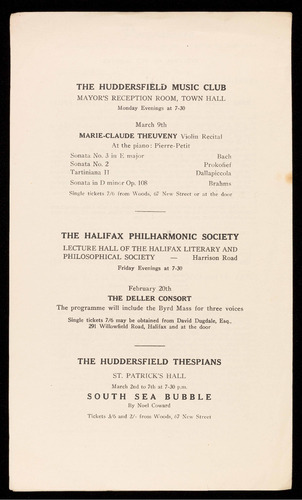 THE HUDDERSFIELD MUSIC CLUB
MAYOR'S RECEPTION ROOM, TOWN HALL
Monday Evenings at 7-30
March 9th
MARIE-CLAUDE THEUVENY Violin Recital
At the piano: Pierre-Petit
Sonata No. 3 in E major Bach
Sonata No. 2 Prokofief
Tartiniana II Dallapiccola
Sonata in D minor Op. 108 Brahms
Single tickets 7/6 from Woods, 67 New Street or at the door
THE HALIFAX PHILHARMONIC SOCIETY
LECTURE HALL OF THE HALIFAX LITERARY AND
PHILOSOPHICAL SOCIETY — Harrison Road
Friday Evenings at 7-30
February 20th
THE DELLER CONSORT
The programme will include the Byrd Mass for three voices
Single tickets 7/6 may be obtained from David Dugdale, Esq.,
291 Willowfield Road, Halifax and at the door
THE HUDDERSFIELD THESPIANS
ST. PATRICK'S HALL
March 2nd to 7th at 7-30 p.m.
SOUTH SEA BUBBLE
By Noel Coward
Tickets 3/6 and 2/- from Woods, 67 New Street